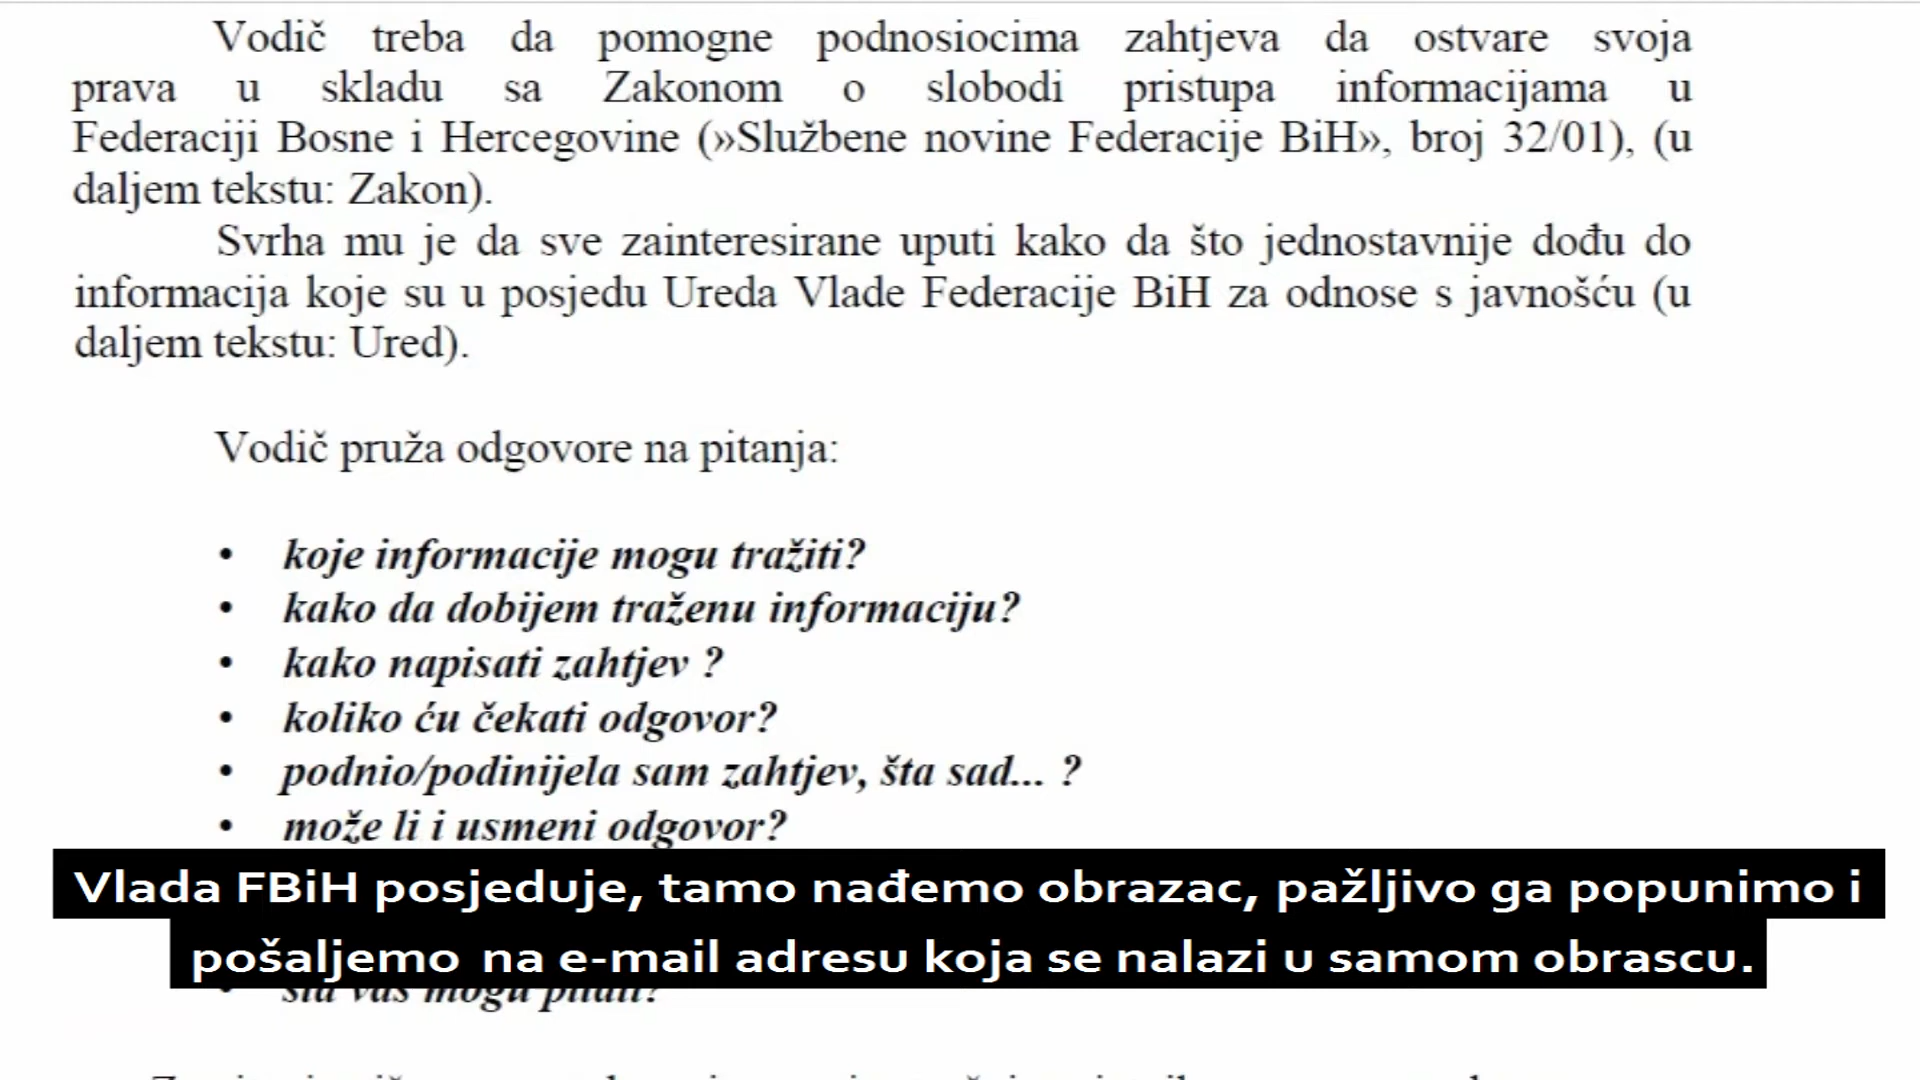 Vodič treba da pomogne podnosiocima zahtjeva da ostvare svoja
prava u skladu sa Zakonom o slobodi pristupa informacijama u
Federaciji Bosne i Hercegovine (»Službene novine Federacije BiH», broj 32/01), (u
daljem tekstu: Zakon).
Svrha mu je da sve zainteresirane uputi kako da što jednostavnije dođu do
informacija koje su u posjedu Ureda Vlade Federacije BiH za odnose s javnošću (u
daljem tekstu: Ured).
Vodič pruža odgovore na pitanja:
• koje informacije mogu tražiti?
• kako da dobijem traženu informaciju?
• kako napisati zahtjev ?
• koliko ću čekati odgovor?
• podnio/podinijela sam zahtjev, šta sad... ?
• može li i usmeni odgovor?
Vlada FBiH posjeduje, tamo nađemo obrazac, pažljivo ga popunimo i
pošaljemo na e-mail adresu koja se nalazi u samom obrascu.
• šta vas mogu pitati?